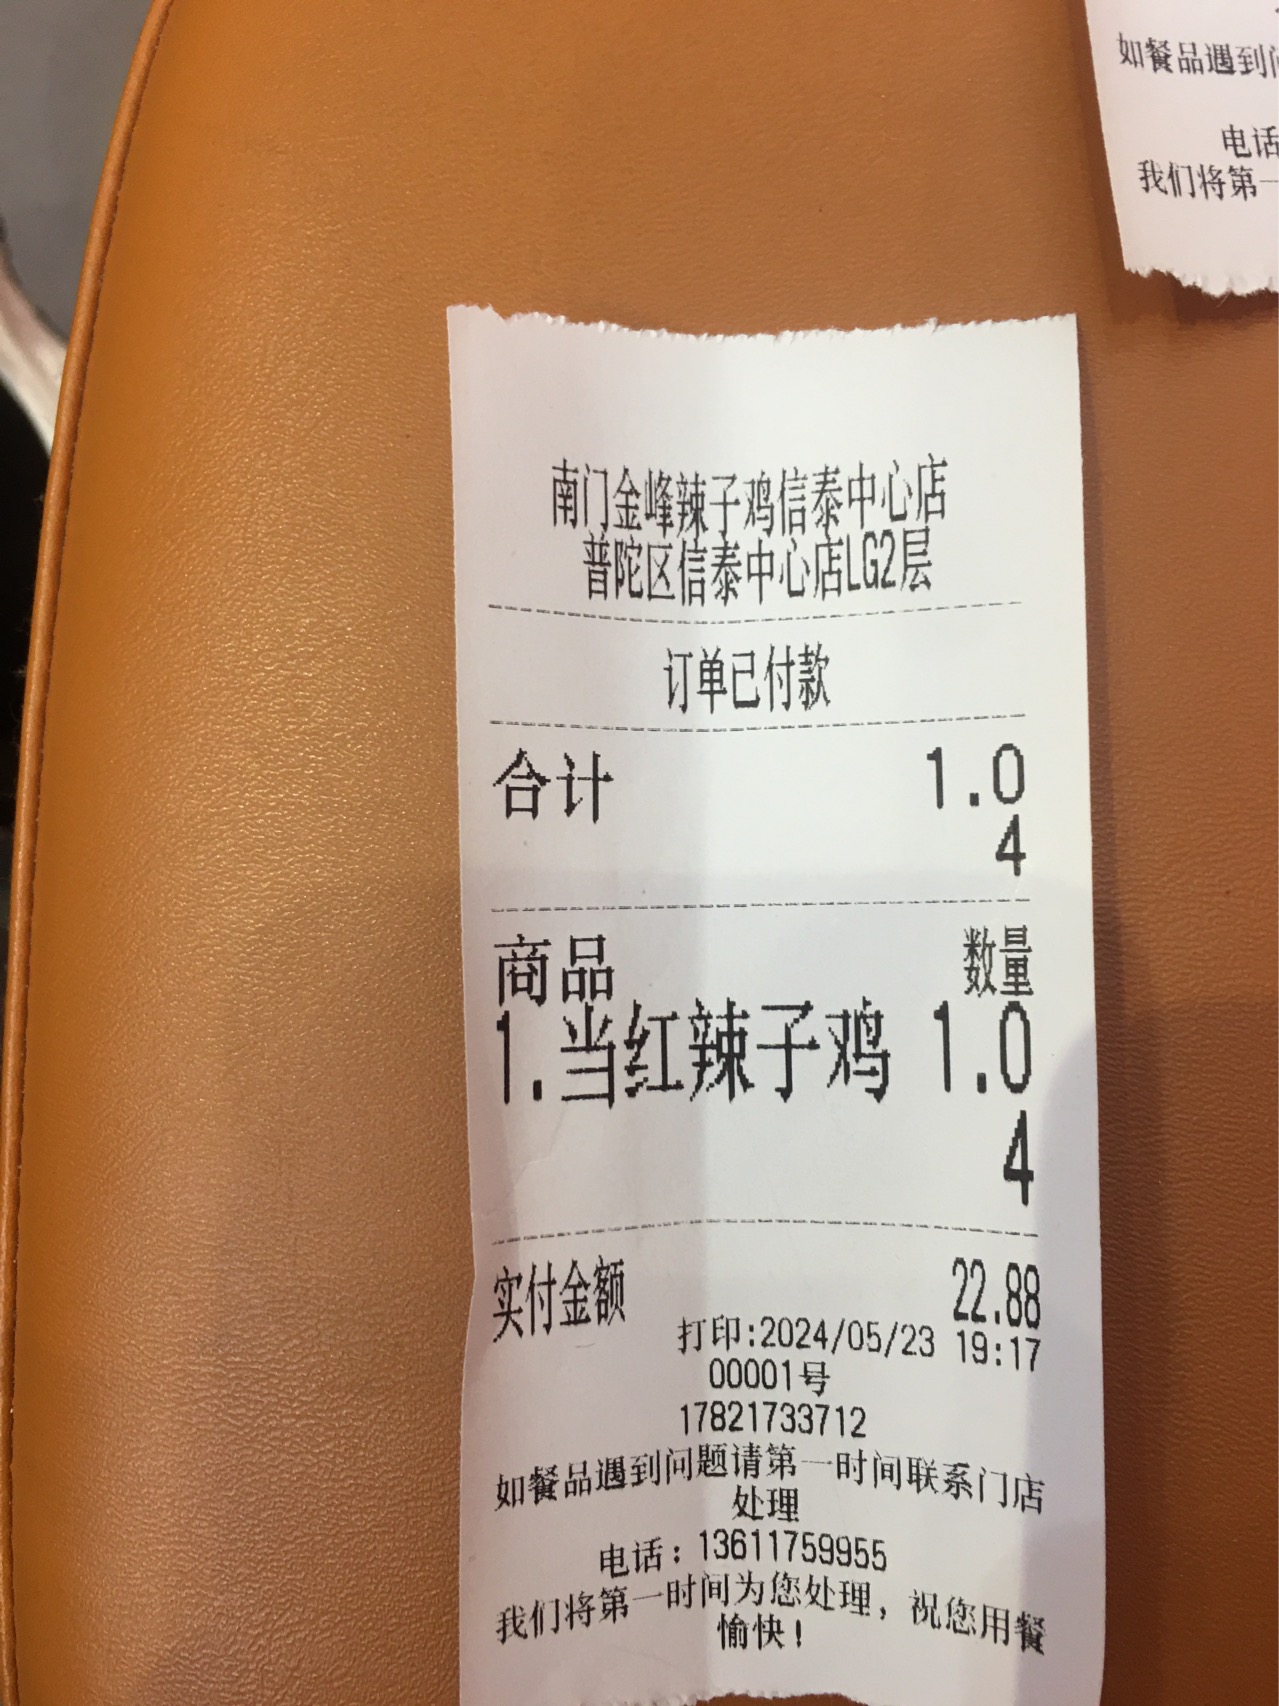 如餐品遇到
电话
我们将第一
南门金峰辣子鸡信泰中心店
普陀区信泰中心店LG2层
订单已付款
合计 1.0
4
商品 数量
1.当红辣子鸡 1.0
4
实付金额 22.88
打印:2024/05/23 19:17
00001号
17821733712
如餐品遇到问题请第一时间联系门店
处理
电话：13611759955
我们将第一时间为您处理，祝您用餐
愉快！